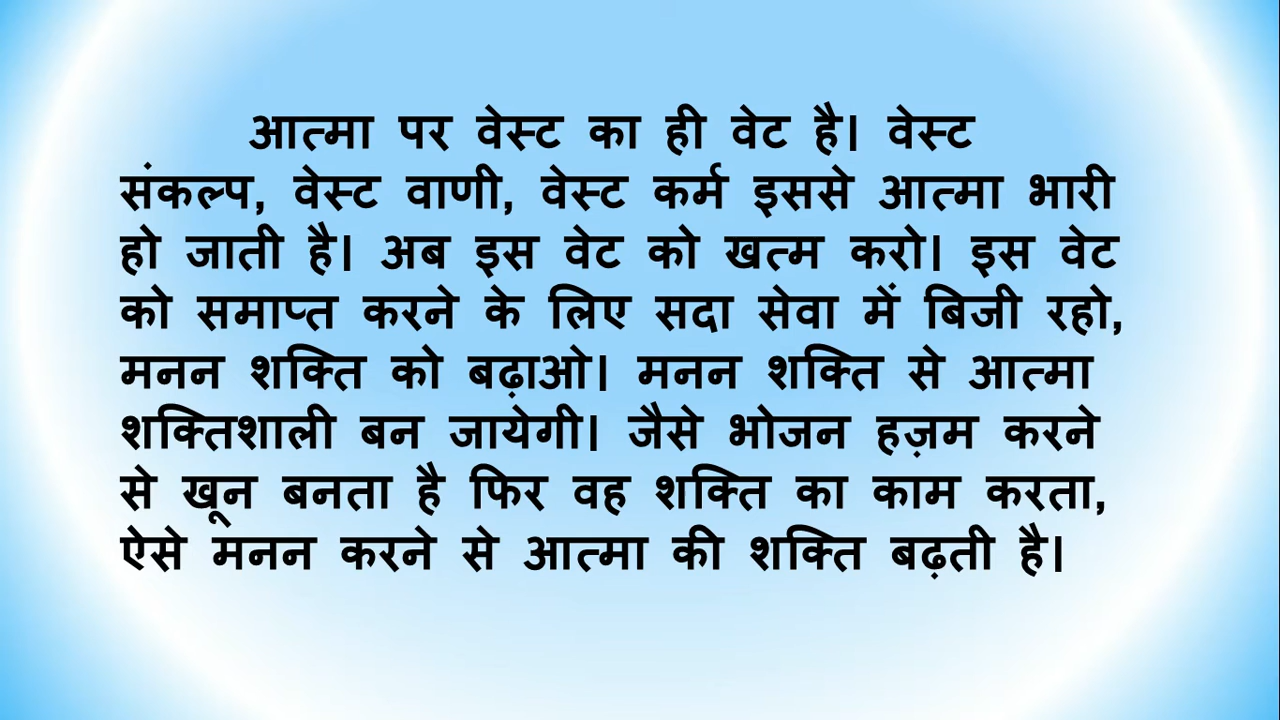 आत्मा पर वेस्ट का ही वेट है। वेस्ट
संकल्प, वेस्ट वाणी, वेस्ट कर्म इससे आत्मा भारी
हो जाती है। अब इस वेट को खत्म करो। इस वेट
को समाप्त करने के लिए सदा सेवा में बिजी रहो,
मनन शक्ति को बढ़ाओ। मनन शक्ति से आत्मा
शक्तिशाली बन जायेगी। जैसे भोजन हज़म करने
से खून बनता है फिर वह शक्ति का काम करता,
ऐसे मनन करने से आत्मा की शक्ति बढ़ती है।